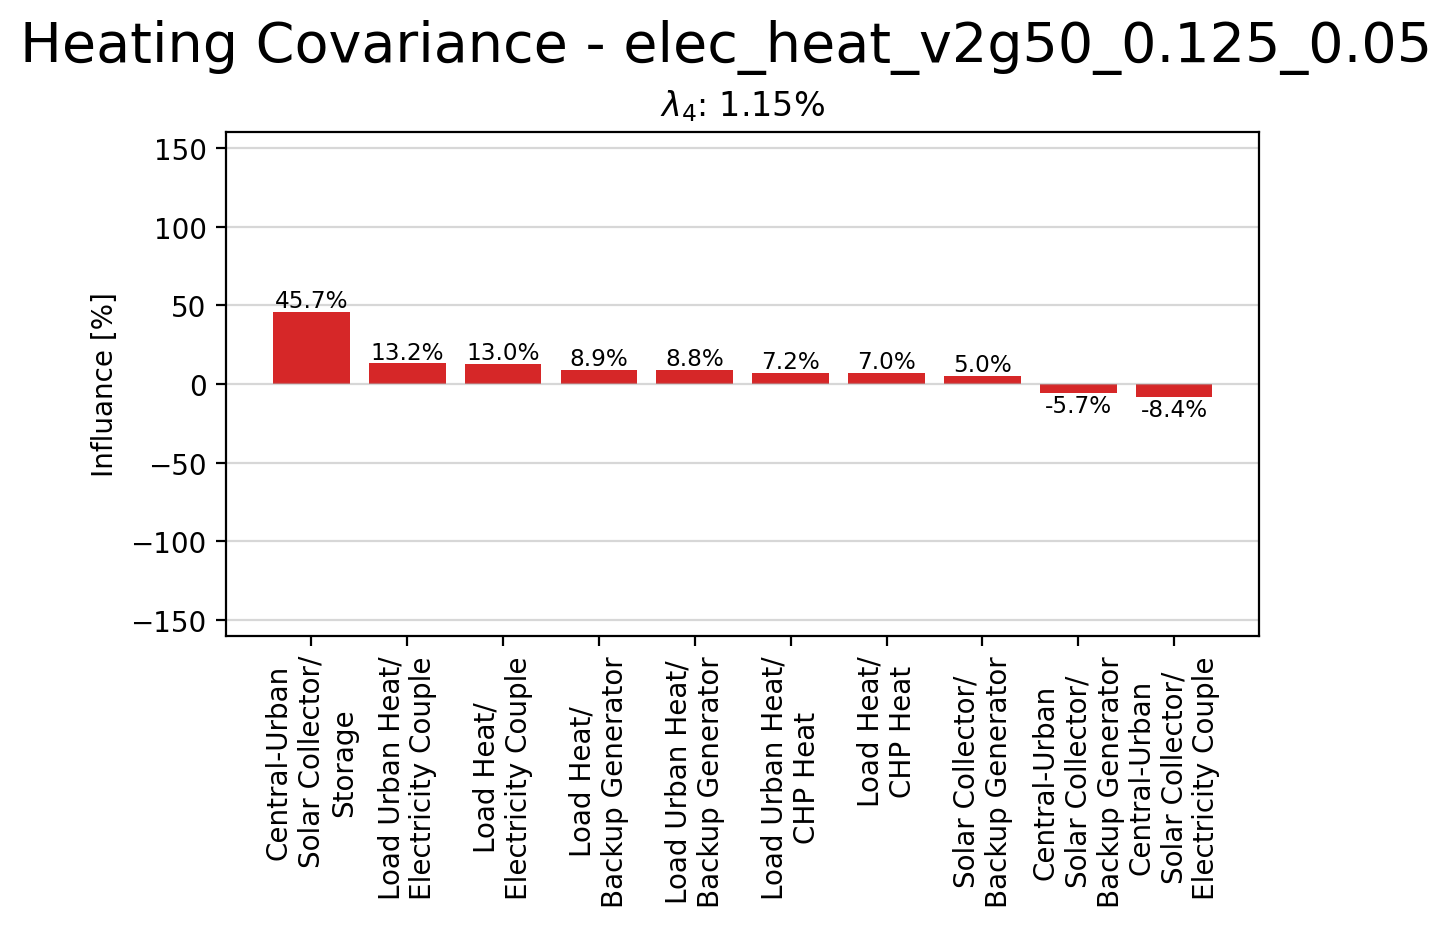 Heating Covariance - elec_heat_v2g50_0.125_0.05
λ4: 1.15%
150
100
50
0
−50
−100
−150
Influance [%]
45.7%
13.2%
13.0%
8.9%
8.8%
7.2%
7.0%
5.0%
-5.7%
-8.4%
Central-Urban
Solar Collector/
Storage
Load Urban Heat/
Electricity Couple
Load Heat/
Electricity Couple
Load Heat/
Backup Generator
Load Urban Heat/
Backup Generator
Load Urban Heat/
CHP Heat
Load Heat/
CHP Heat
Solar Collector/
Backup Generator
Central-Urban
Solar Collector/
Backup Generator
Central-Urban
Solar Collector/
Electricity Couple